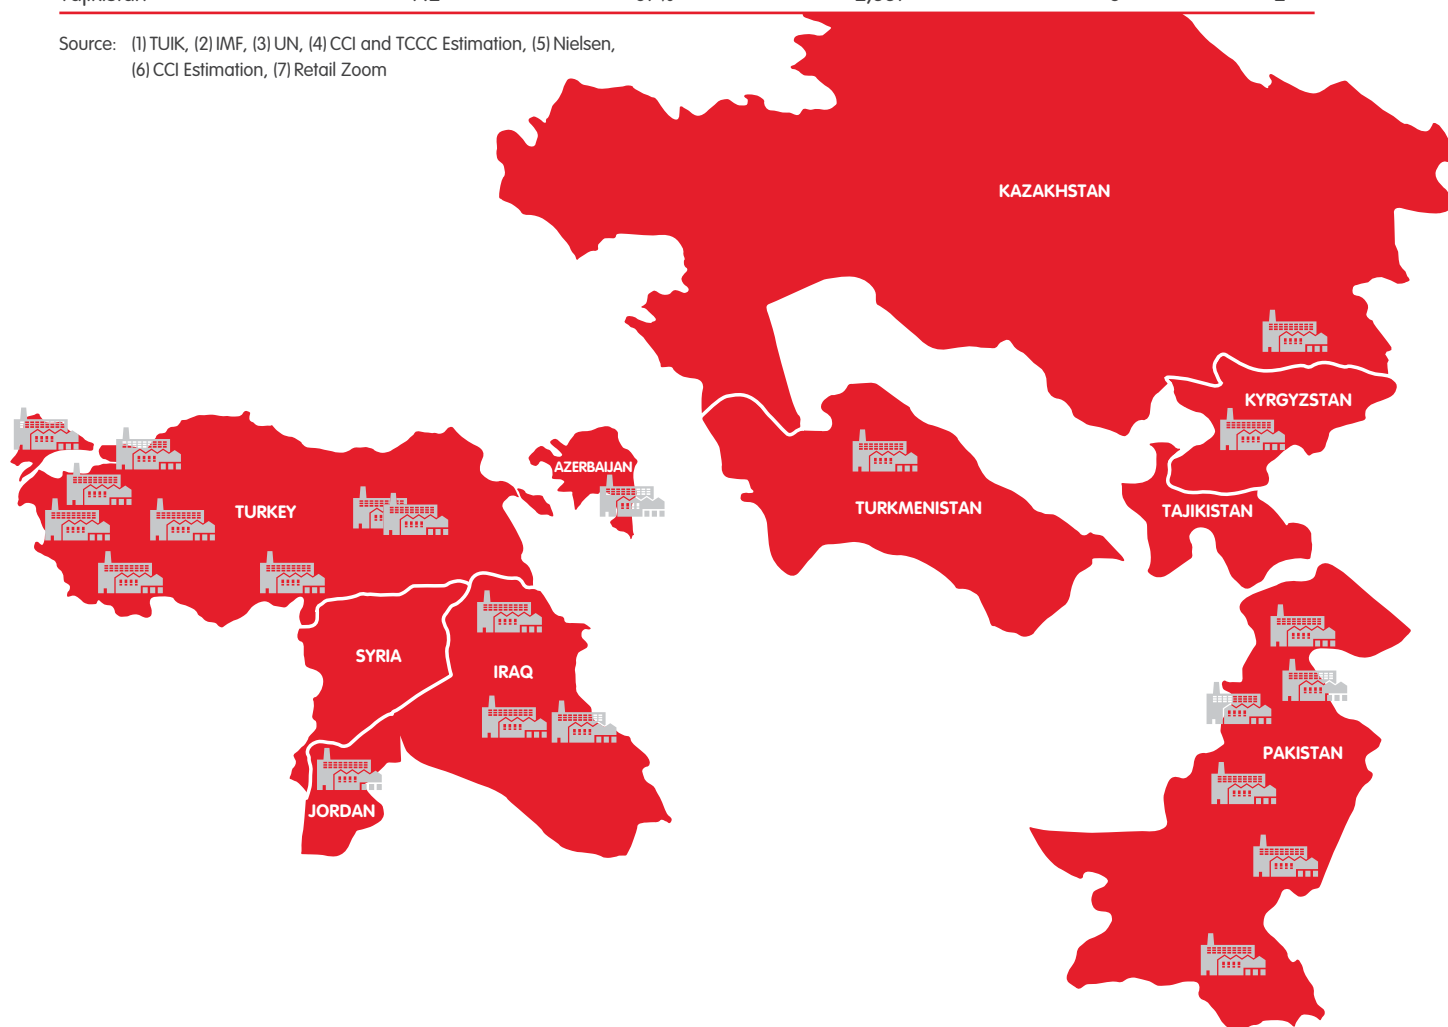 Source: (1) TUIK, (2) IMF, (3) UN, (4) CCI and TCCC Estimation, (5) Nielsen,
(6) CCI Estimation, (7) Retail Zoom
KAZAKHSTAN
KYRGYZSTAN
AZERBAIJAN
TURKEY
TURKMENISTAN
TAJIKISTAN
SYRIA
IRAQ
PAKISTAN
JORDAN